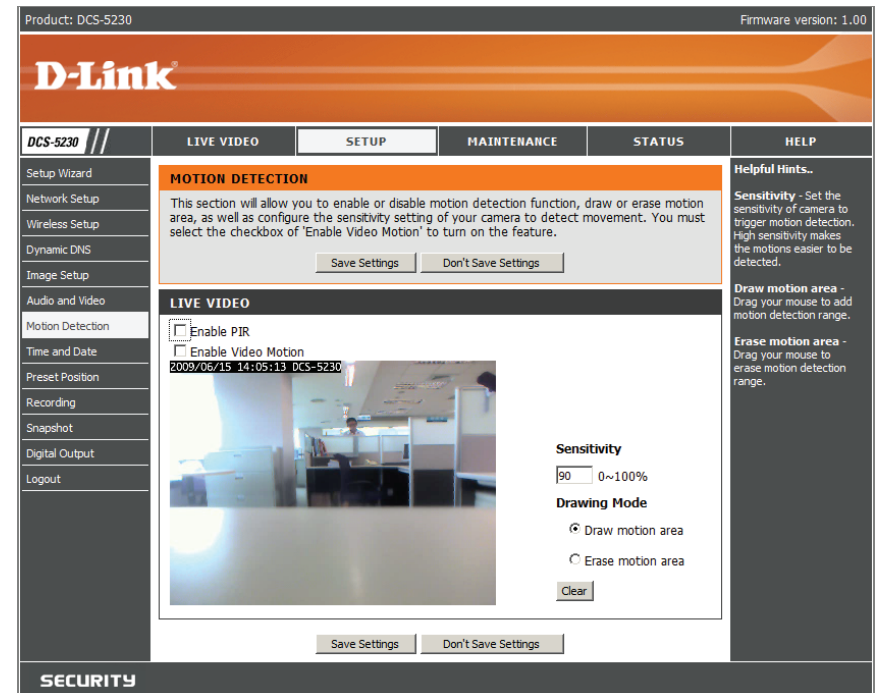 Product: DCS-5230
Firmware version: 1.00
D-Link®
DCS-5230 //
LIVE VIDEO
SETUP
MAINTENANCE
STATUS
HELP
Setup Wizard
Network Setup
Wireless Setup
Dynamic DNS
Image Setup
Audio and Video
Motion Detection
Time and Date
Preset Position
Recording
Snapshot
Digital Output
Logout
MOTION DETECTION
This section will allow you to enable or disable motion detection function, draw or erase motion
area, as well as configure the sensitivity setting of your camera to detect movement. You must
select the checkbox of 'Enable Video Motion' to turn on the feature.
Save Settings
Don't Save Settings
LIVE VIDEO
Enable PIR
Enable Video Motion
2009/06/15 14:05:13 DCS-5230
Sensitivity
90 0~100%
Drawing Mode
Draw motion area
Erase motion area
Clear
Save Settings
Don't Save Settings
Helpful Hints..
Sensitivity - Set the
sensitivity of camera to
trigger motion detection.
High sensitivity makes
the motions easier to be
detected.
Draw motion area -
Drag your mouse to add
motion detection range.
Erase motion area -
Drag your mouse to
erase motion detection
range.
SECURITY